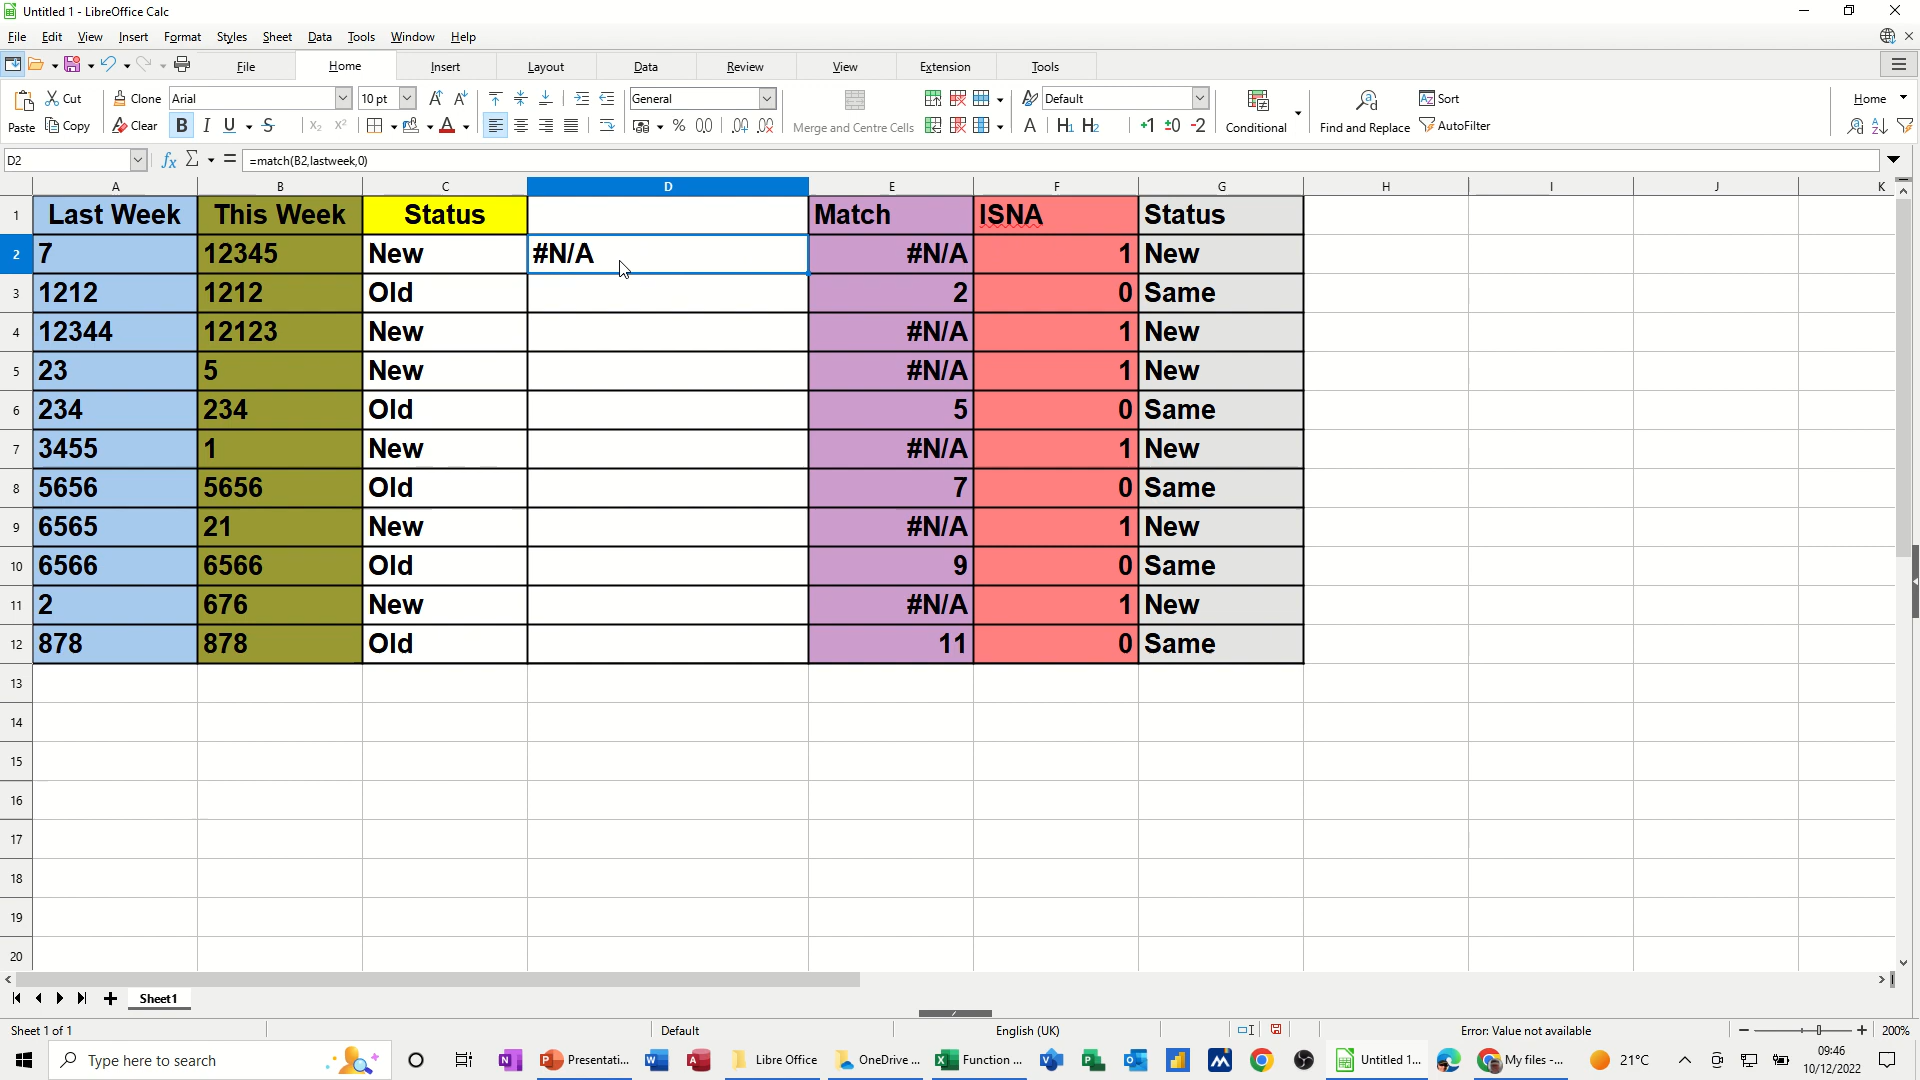 Untitled 1 - LibreOffice Calc
File Edit View Insert Format Styles Sheet Data Tools Window Help
File Home Insert Layout Data Review View Extension Tools
Cut Clone Arial 10 pt General Default Sort Home
Paste Copy Clear Merge and Centre Cells Conditional Find and Replace AutoFilter
D2 =match(B2,lastweek,0)
A B C D E F G H I J K
1 Last Week This Week Status Match ISNA Status
2 7 12345 New #N/A #N/A 1 New
3 1212 1212 Old 2 0 Same
4 12344 12123 New #N/A 1 New
5 23 5 New #N/A 1 New
6 234 234 Old 5 0 Same
7 3455 1 New #N/A 1 New
8 5656 5656 Old 7 0 Same
9 6565 21 New #N/A 1 New
10 6566 6566 Old 9 0 Same
11 2 676 New #N/A 1 New
12 878 878 Old 11 0 Same
13
14
15
16
17
18
19
20
Sheet1
Sheet 1 of 1 Default English (UK) Error: Value not available 200%
Type here to search Presentati... Libre Office OneDrive ... Function ... Untitled 1... My files -... 21°C 09:46
10/12/2022